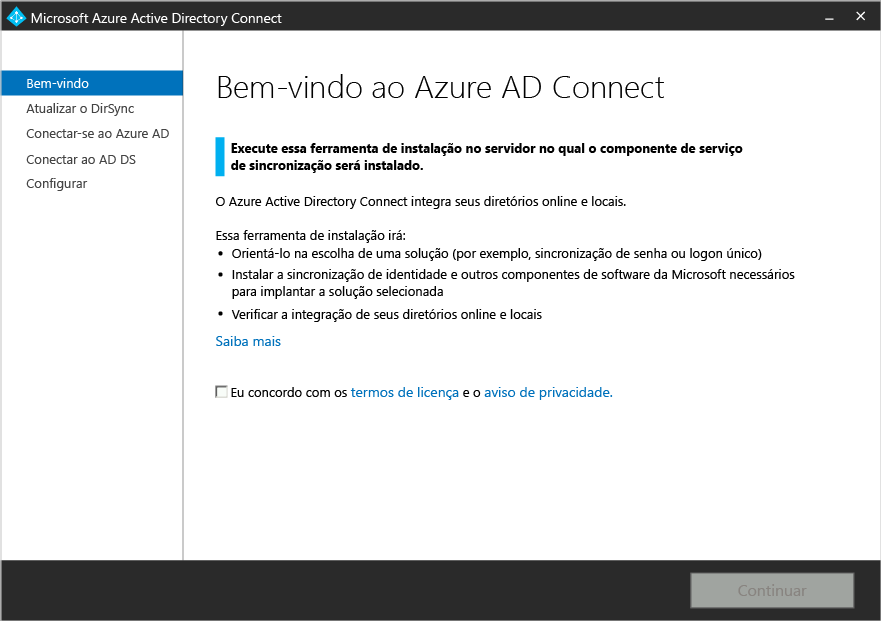 Microsoft Azure Active Directory Connect
Bem-vindo
Atualizar o DirSync
Conectar-se ao Azure AD
Conectar ao AD DS
Configurar
Bem-vindo ao Azure AD Connect
Execute essa ferramenta de instalação no servidor no qual o componente de serviço
de sincronização será instalado.
O Azure Active Directory Connect integra seus diretórios online e locais.
Essa ferramenta de instalação irá:
• Orientá-lo na escolha de uma solução (por exemplo, sincronização de senha ou logon único)
• Instalar a sincronização de identidade e outros componentes de software da Microsoft necessários
para implantar a solução selecionada
• Verificar a integração de seus diretórios online e locais
Saiba mais
Eu concordo com os termos de licença e o aviso de privacidade.
Continuar